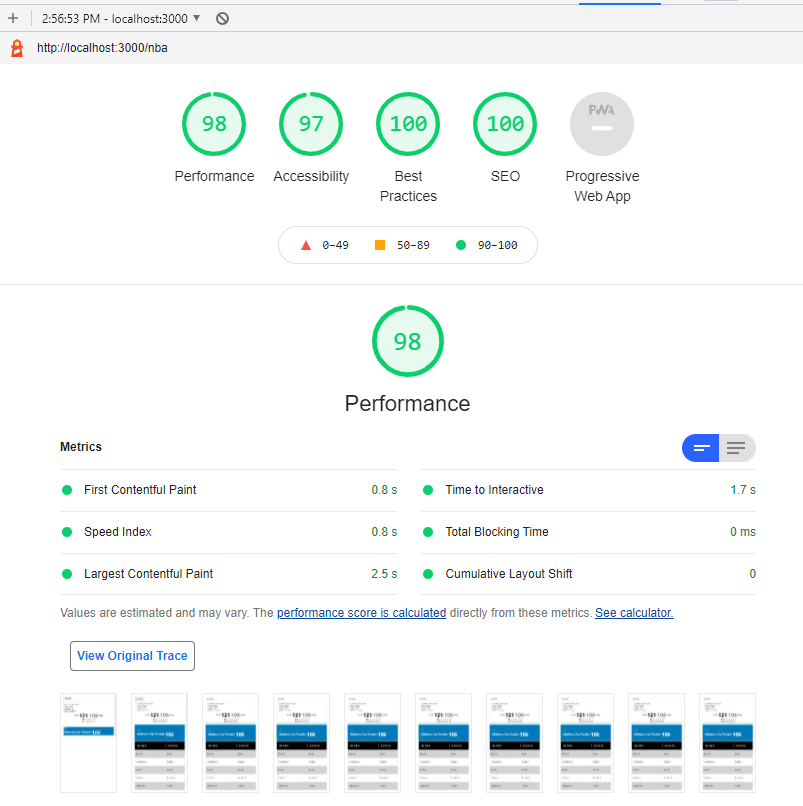 2:56:53 PM - localhost:3000
http://localhost:3000/nba
98
97
100
100
PWA
Performance
Accessibility
Best
Practices
SEO
Progressive
Web App
0–49
50–89
90–100
98
Performance
Metrics
First Contentful Paint
0.8 s
Time to Interactive
1.7 s
Speed Index
0.8 s
Total Blocking Time
0 ms
Largest Contentful Paint
2.5 s
Cumulative Layout Shift
0
Values are estimated and may vary. The performance score is calculated directly from these metrics. See calculator.
View Original Trace